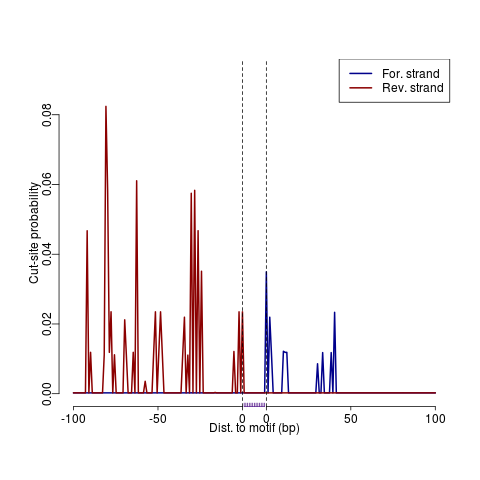 For. strand
Rev. strand
Cut-site probability
0.00
0.02
0.04
0.06
0.08
-100
-50
0
0
50
100
Dist. to motif (bp)